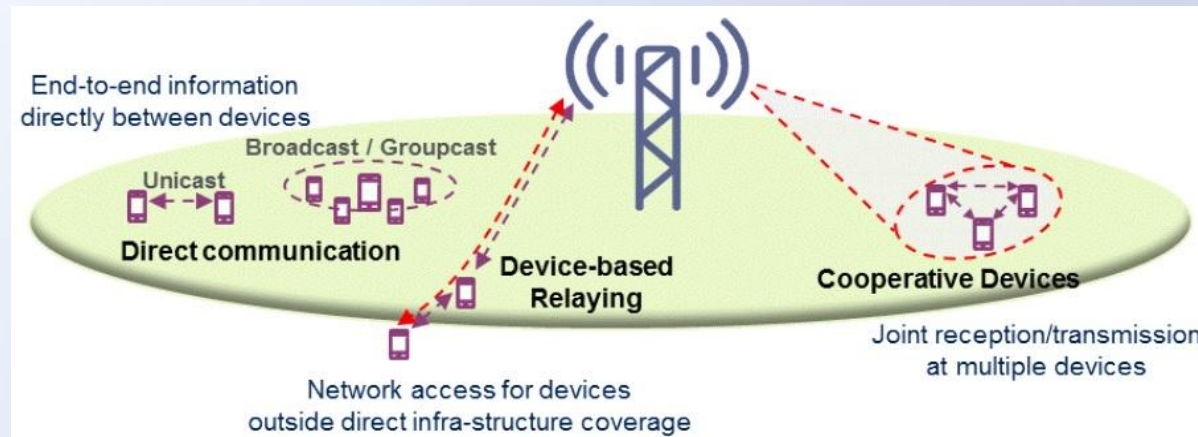 End-to-end information
directly between devices
Broadcast / Groupcast
Unicast
Direct communication
Device-based
Relaying
Cooperative Devices
Joint reception/transmission
at multiple devices
Network access for devices
outside direct infra-structure coverage